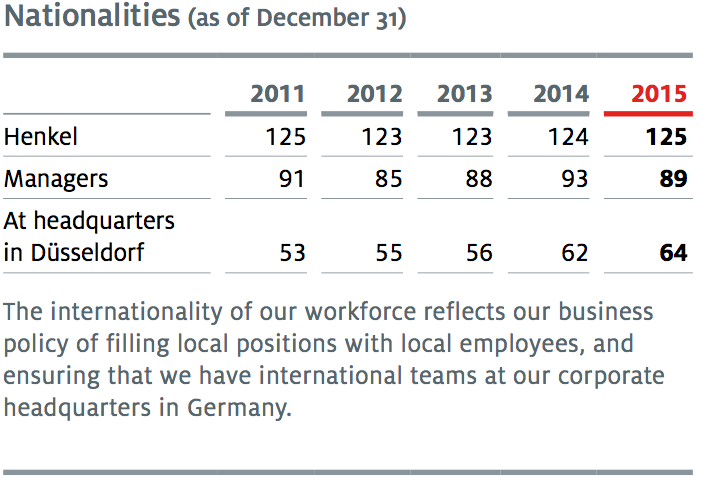 Nationalities (as of December 31)
2011 2012 2013 2014 2015
Henkel 125 123 123 124 125
Managers 91 85 88 93 89
At headquarters
in Düsseldorf 53 55 56 62 64
The internationality of our workforce reflects our business
policy of filling local positions with local employees, and
ensuring that we have international teams at our corporate
headquarters in Germany.